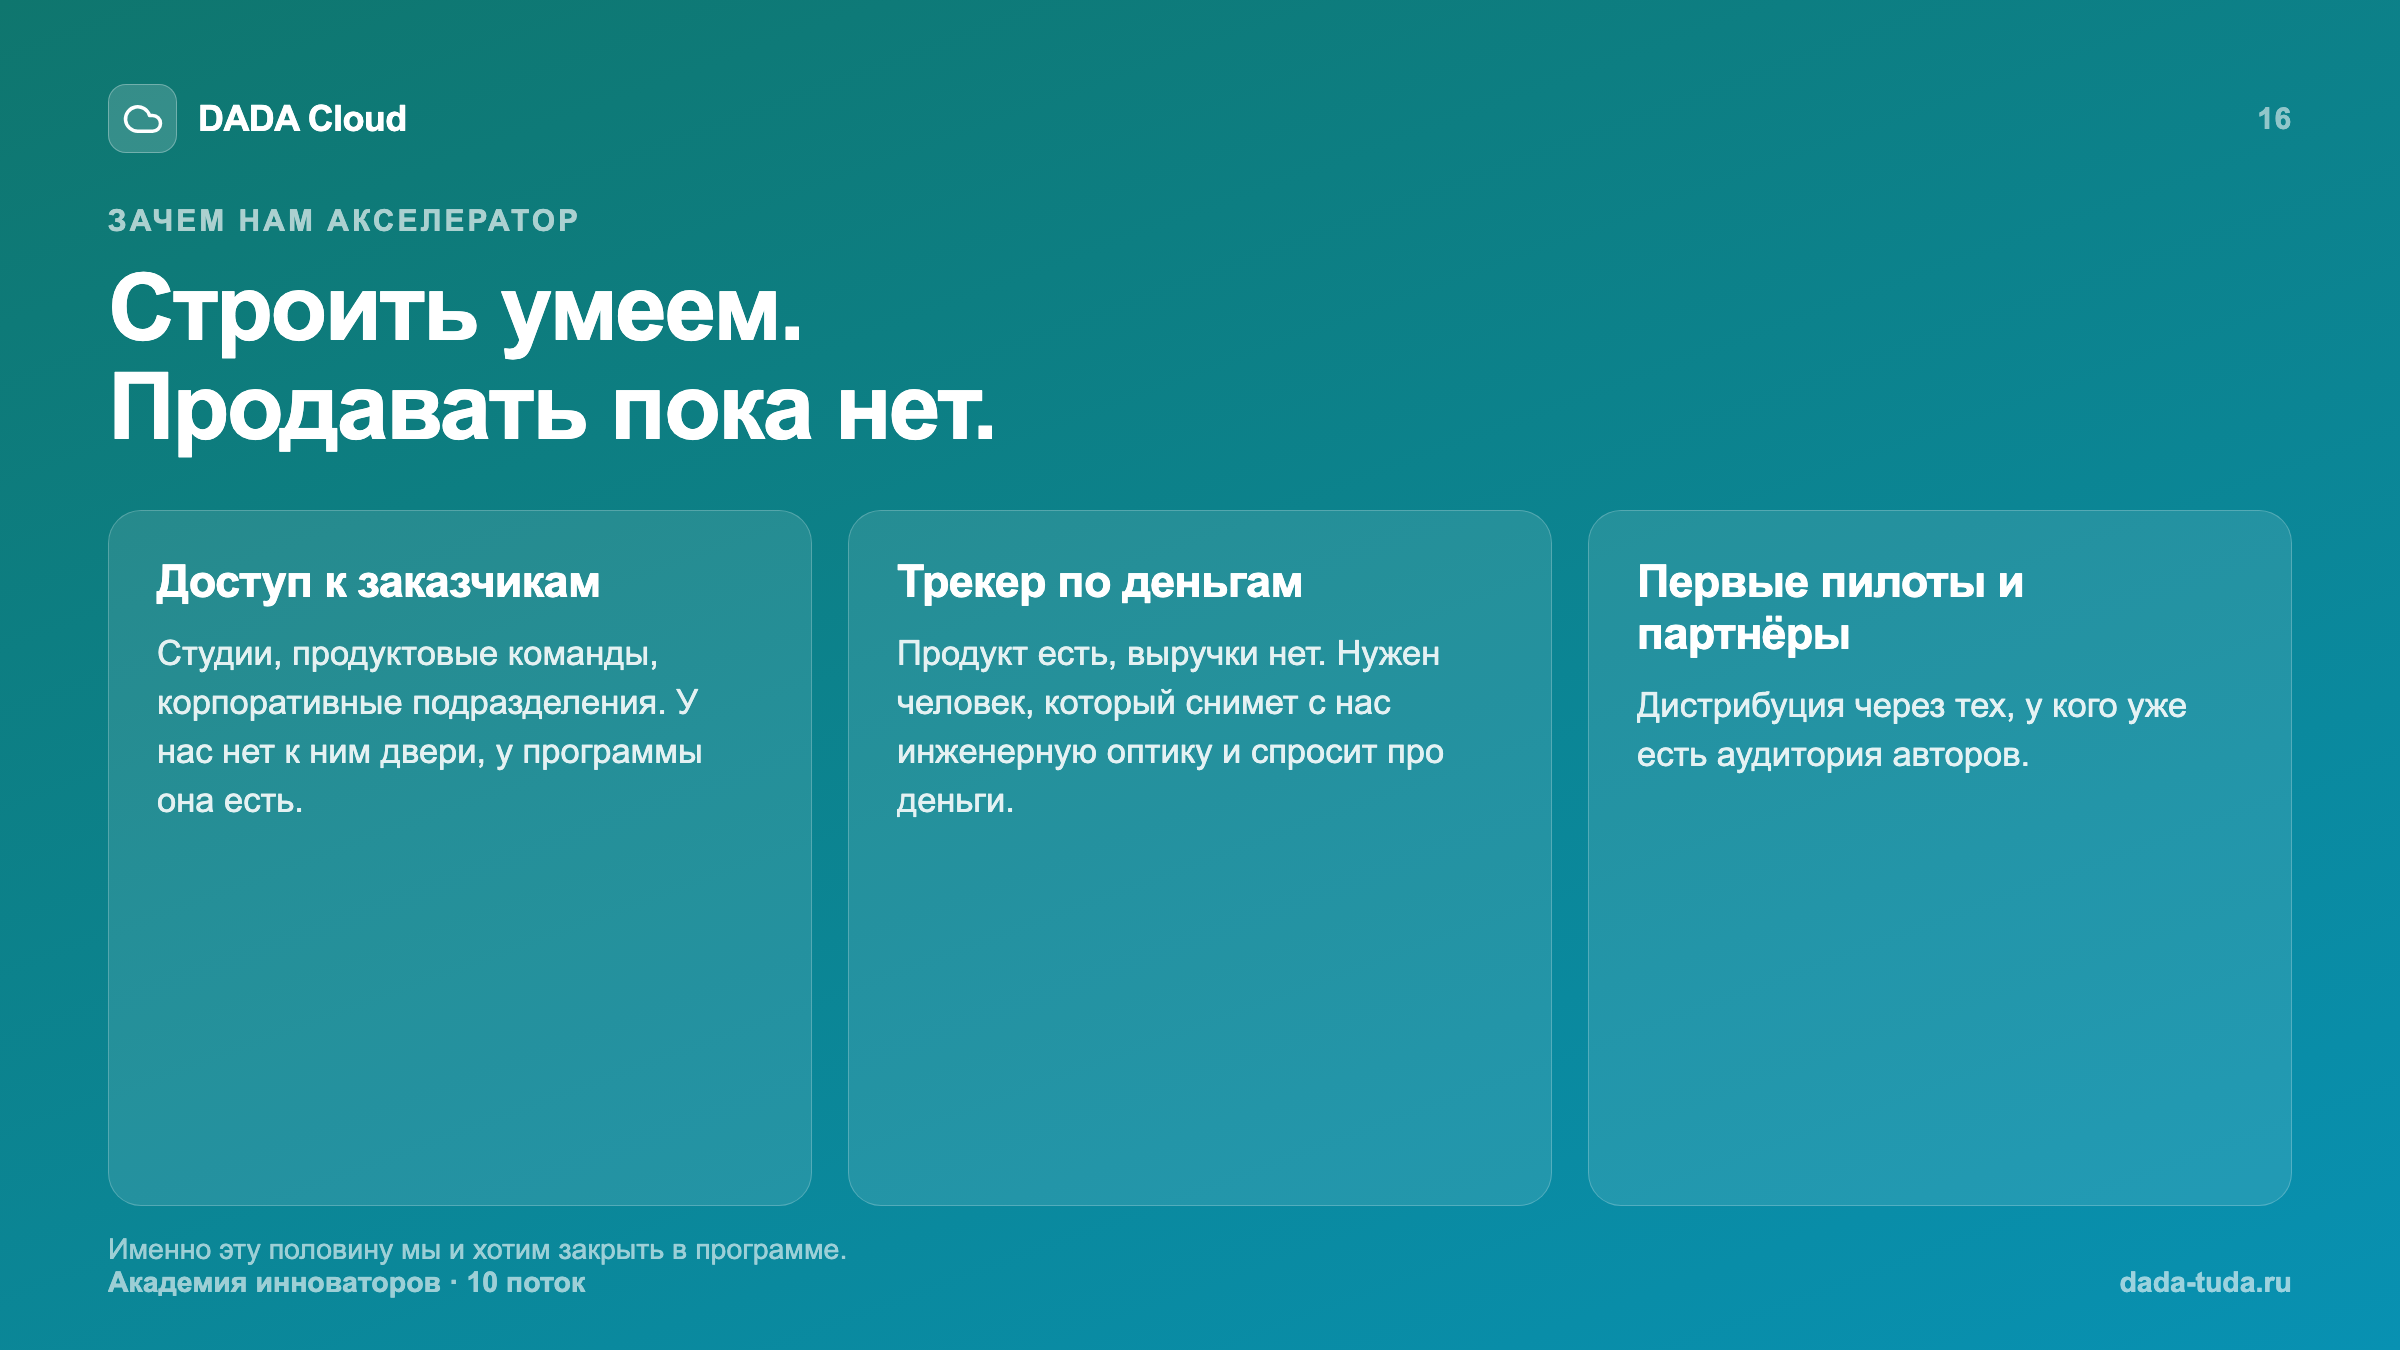 DADA Cloud
16
ЗАЧЕМ НАМ АКСЕЛЕРАТОР
Строить умеем.
Продавать пока нет.
Доступ к заказчикам
Студии, продуктовые команды,
корпоративные подразделения. У
нас нет к ним двери, у программы
она есть.
Трекер по деньгам
Продукт есть, выручки нет. Нужен
человек, который снимет с нас
инженерную оптику и спросит про
деньги.
Первые пилоты и
партнёры
Дистрибуция через тех, у кого уже
есть аудитория авторов.
Именно эту половину мы и хотим закрыть в программе.
Академия инноваторов · 10 поток
dada-tuda.ru